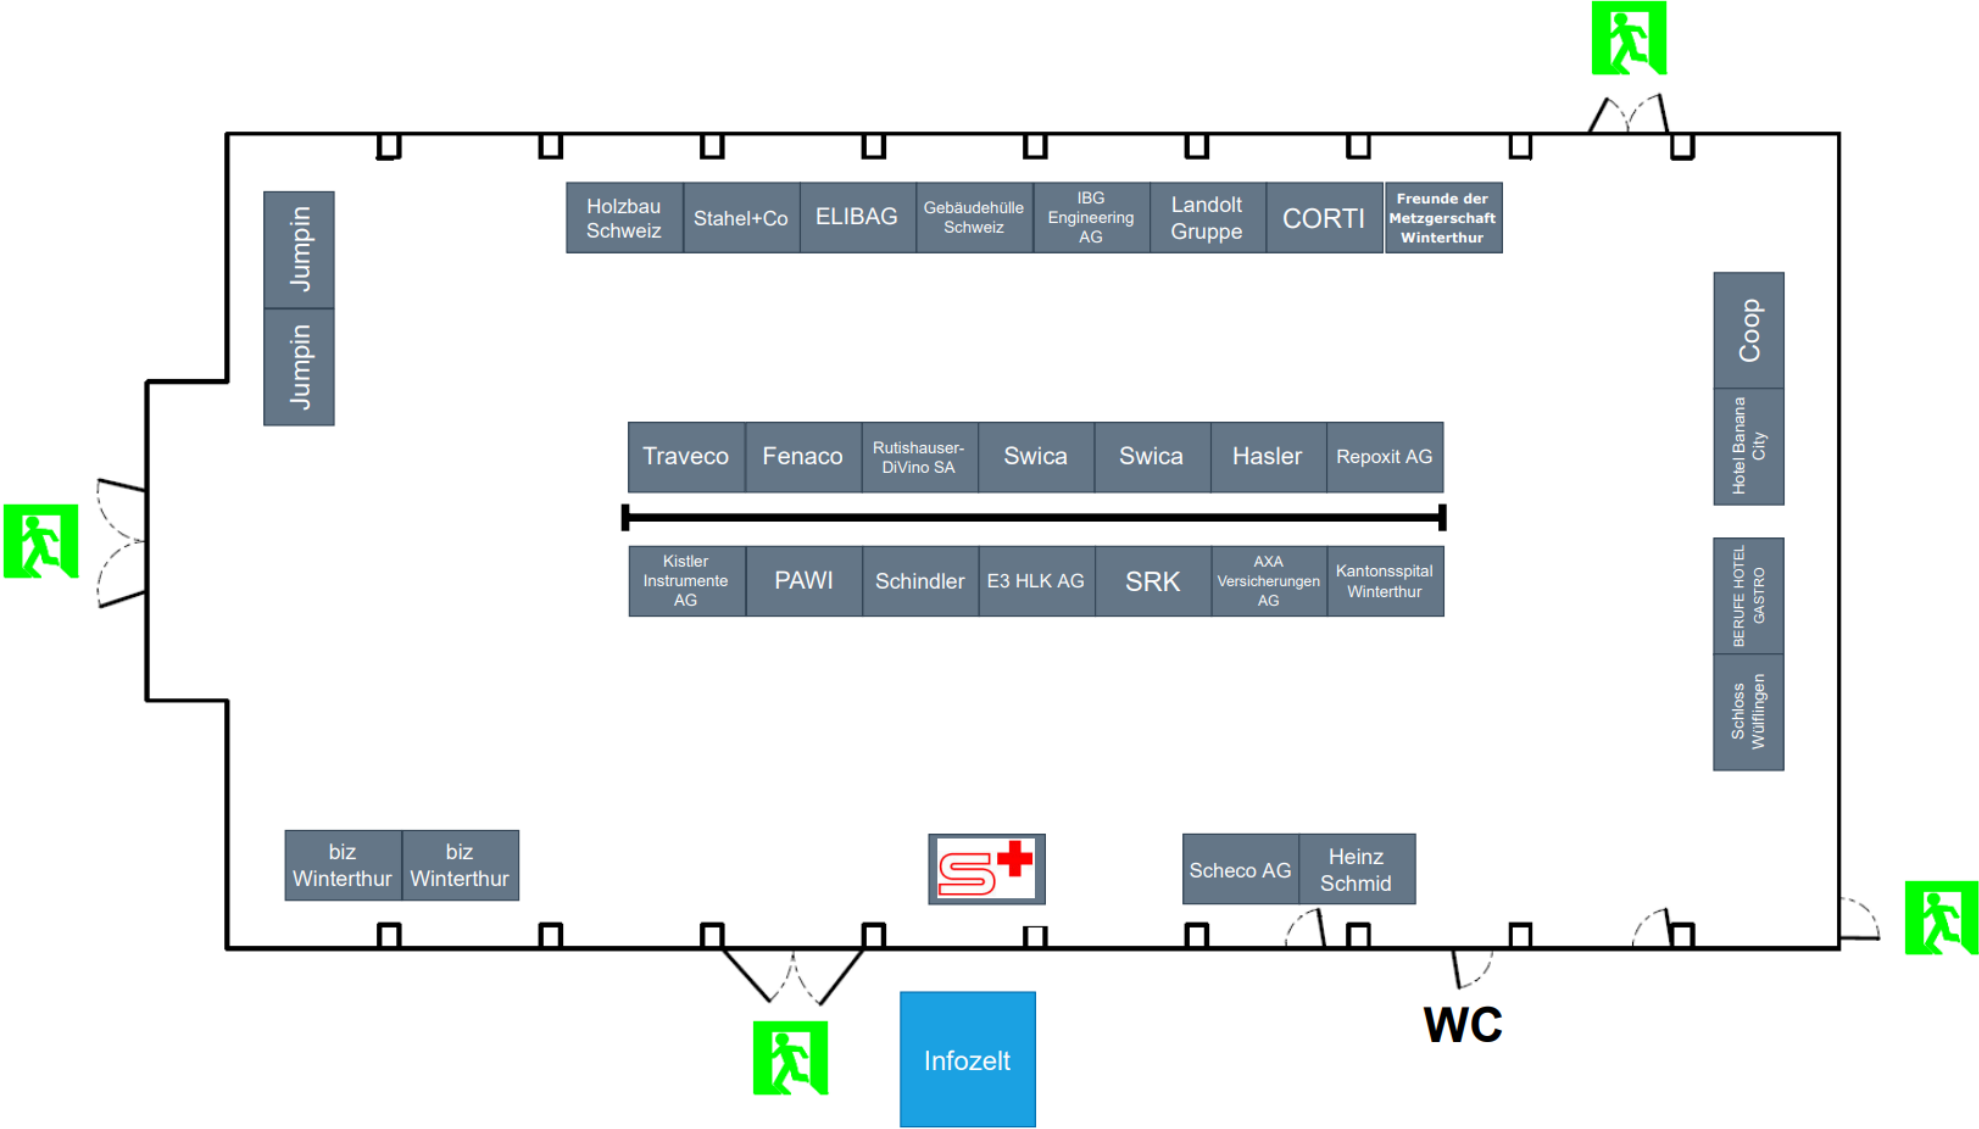 Jumpin
Jumpin
Holzbau
Schweiz
Stahel+Co
ELIBAG
Gebäudehülle
Schweiz
IBG
Engineering
AG
Landolt
Gruppe
CORTI
Freunde der
Metzgerschaft
Winterthur
Coop
Hotel Banana
City
Traveco
Fenaco
Rutishauser-
DiVino SA
Swica
Swica
Hasler
Repoxit AG
Kistler
Instrumente
AG
PAWI
Schindler
E3 HLK AG
SRK
AXA
Versicherungen
AG
Kantonsspital
Winterthur
BERUFE HOTEL
GASTRO
Schloss
Wülflingen
biz
Winterthur
biz
Winterthur
S+
Scheco AG
Heinz
Schmid
WC
Infozelt